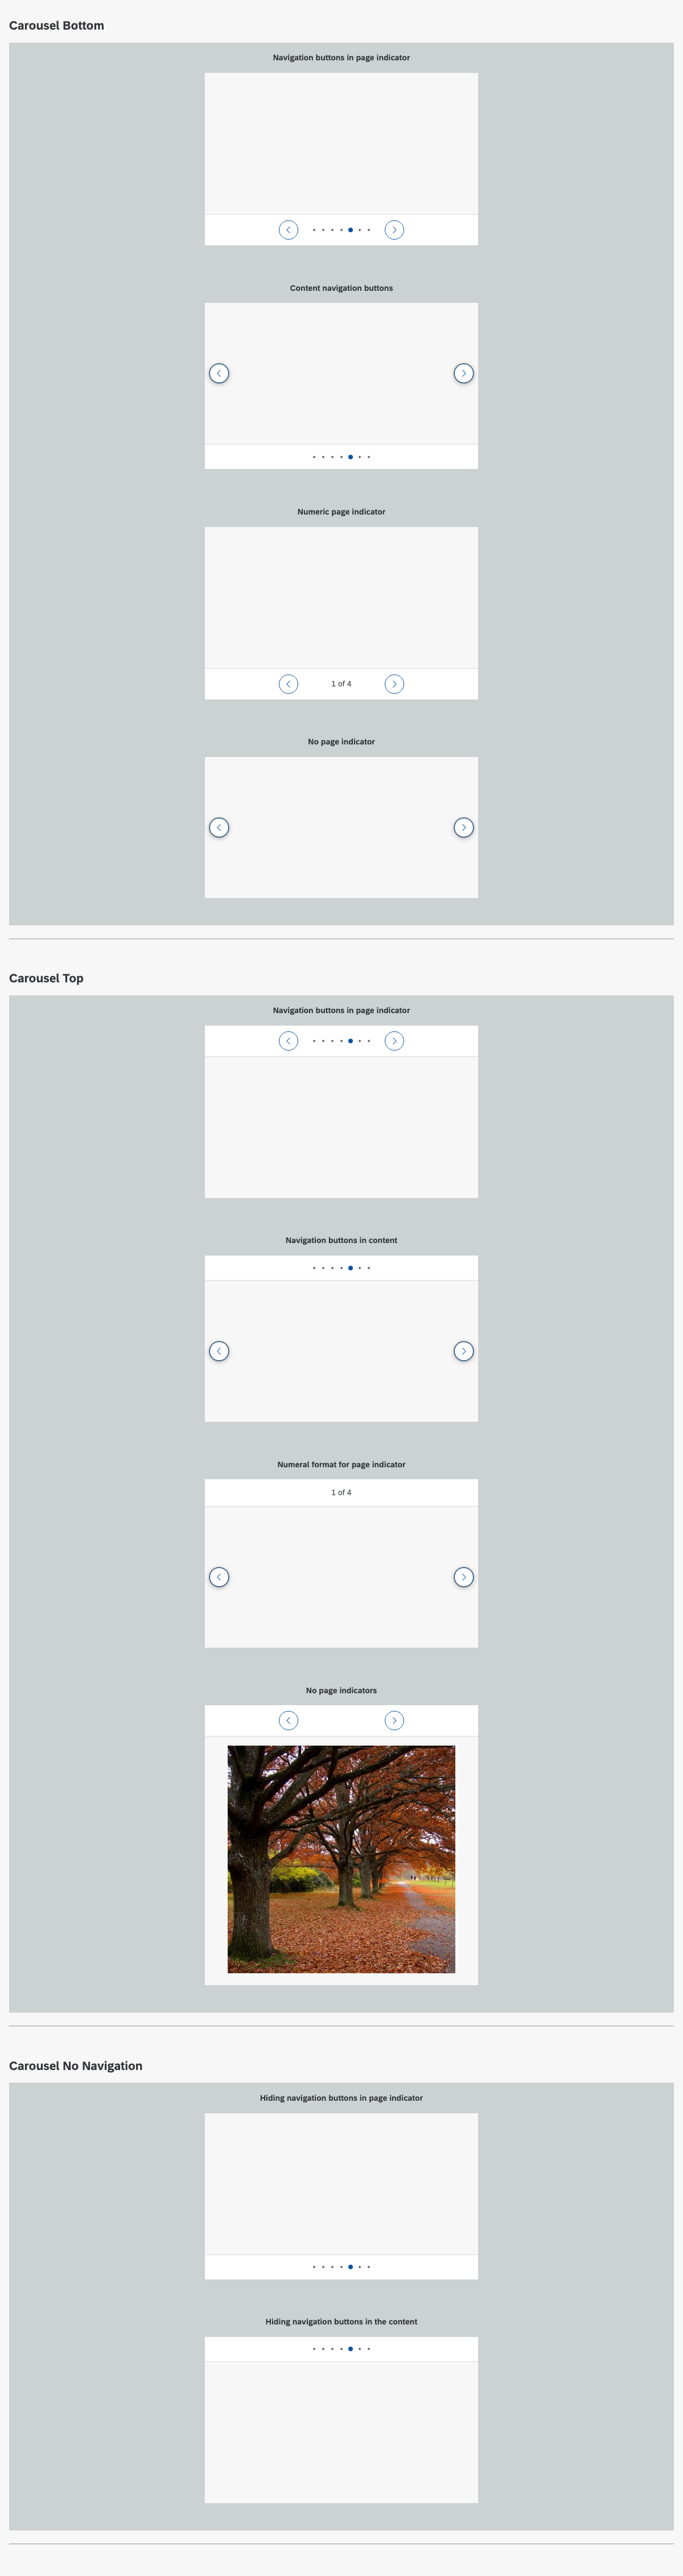 Carousel Bottom
Navigation buttons in page indicator
Content navigation buttons
Numeric page indicator
1 of 4
No page indicator
Carousel Top
Navigation buttons in page indicator
Navigation buttons in content
Numeral format for page indicator
1 of 4
No page indicators
Carousel No Navigation
Hiding navigation buttons in page indicator
Hiding navigation buttons in the content